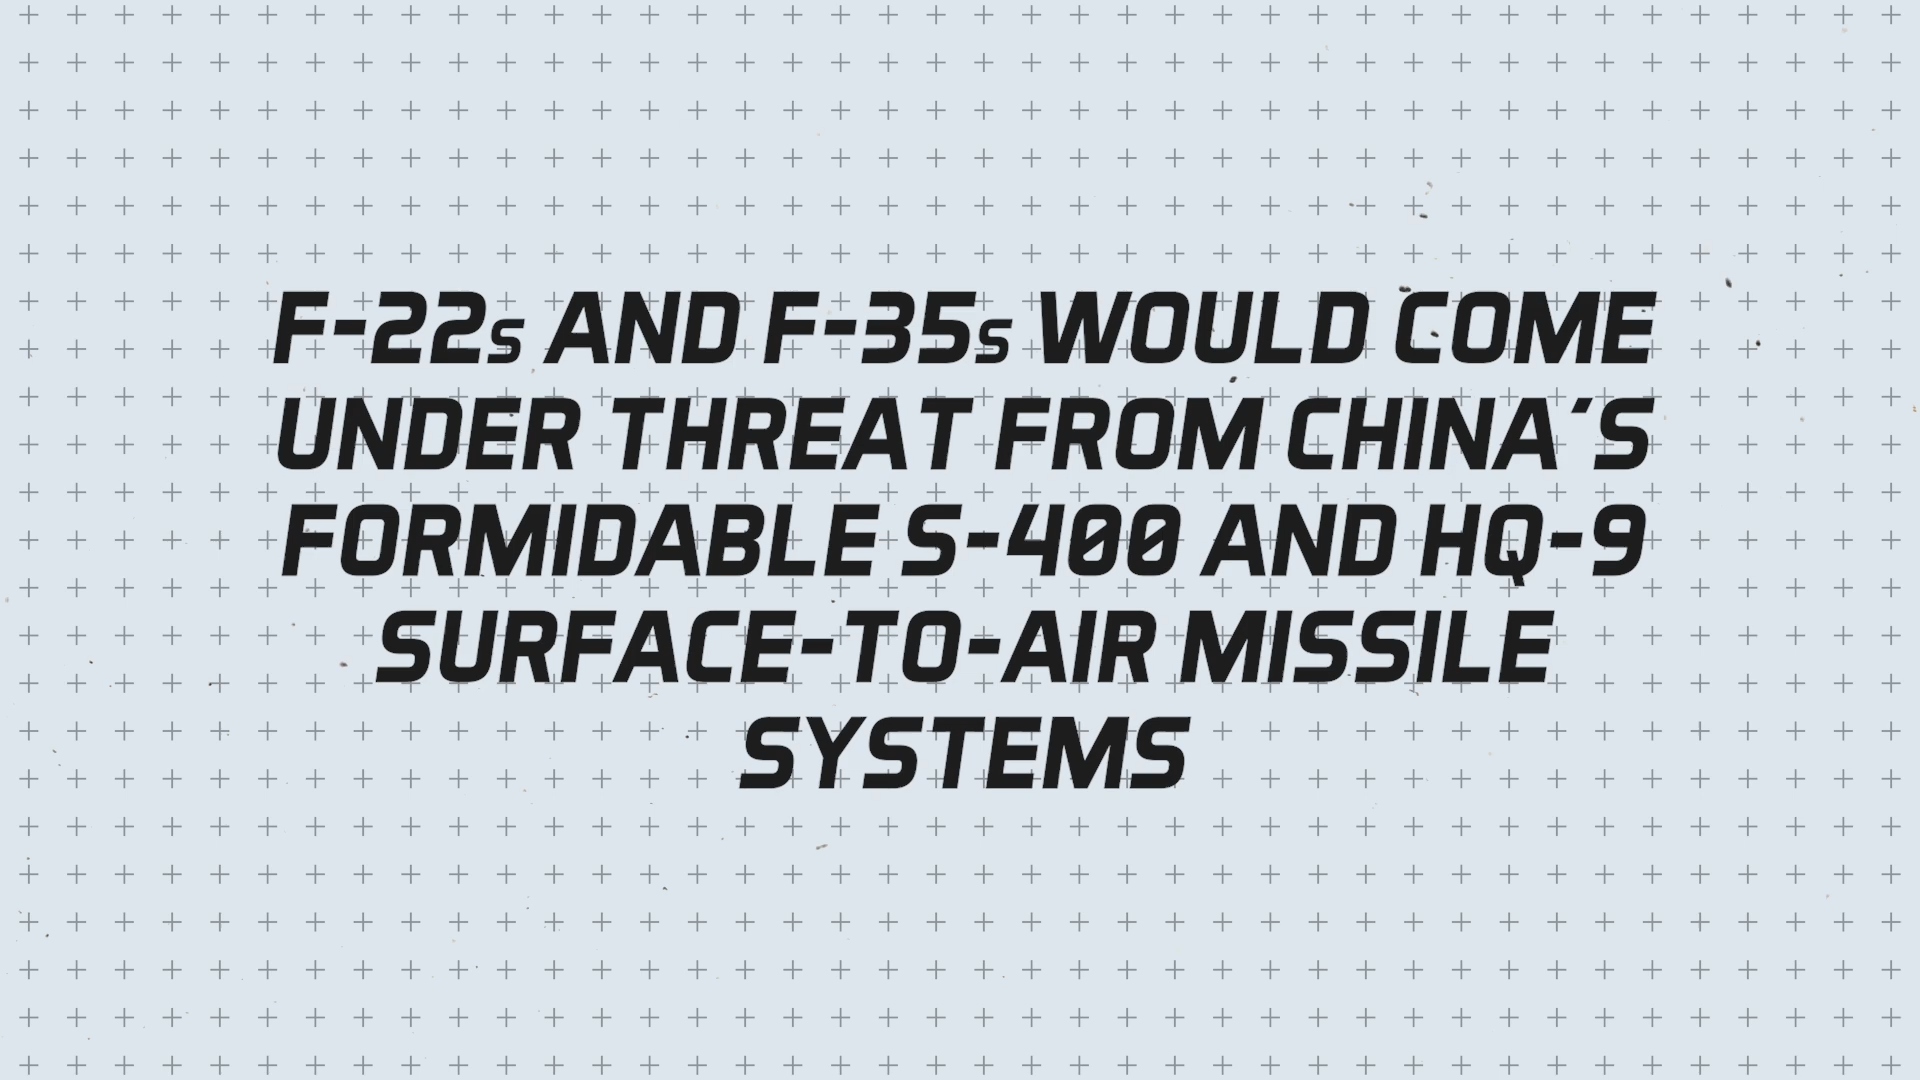 F-22s AND F-35s WOULD COME
UNDER THREAT FROM CHINA'S
FORMIDABLE S-400 AND HQ-9
SURFACE-TO-AIR MISSILE
SYSTEMS